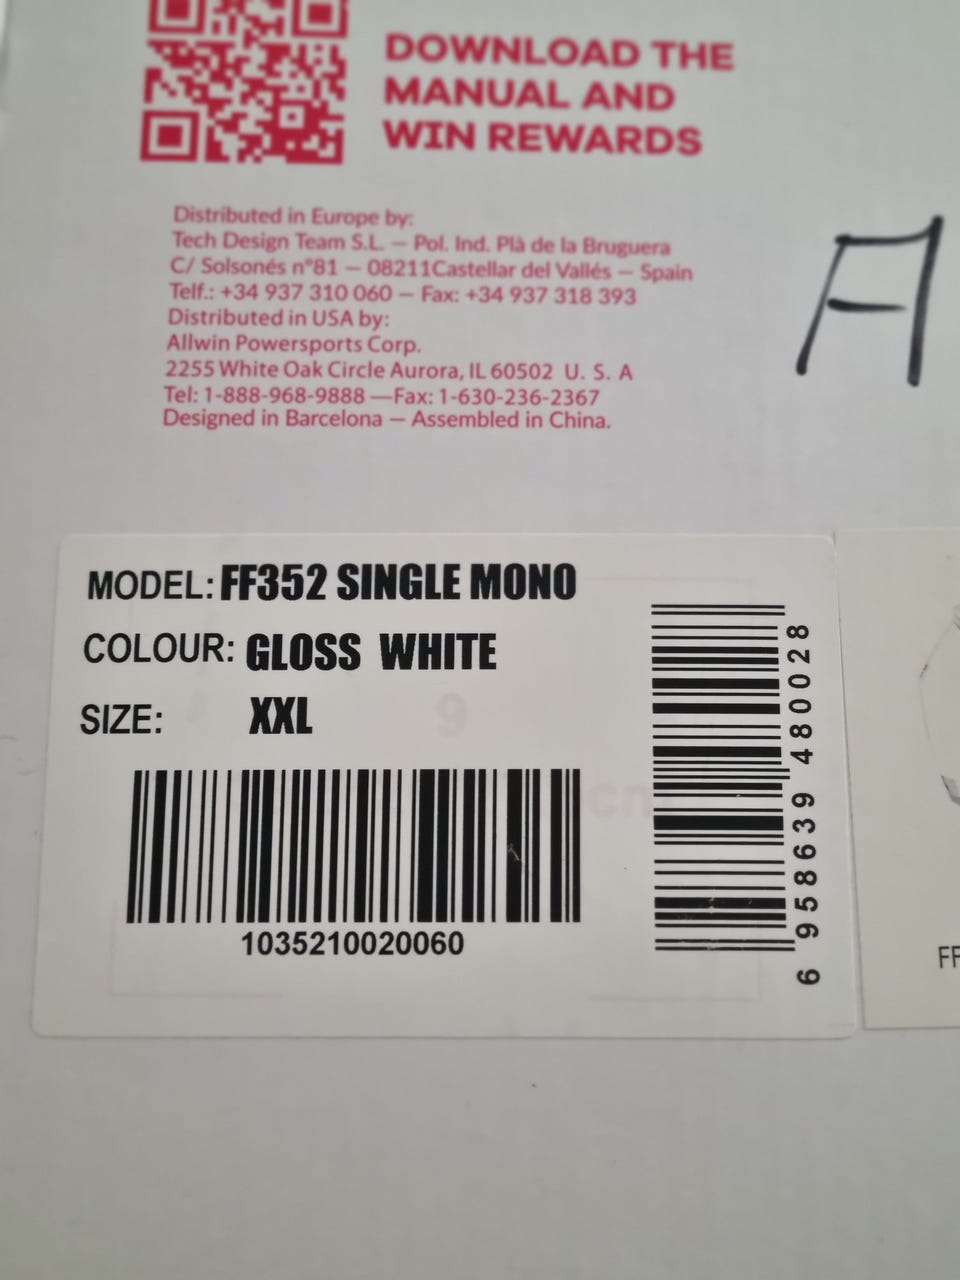 DOWNLOAD THE
MANUAL AND
WIN REWARDS
Distributed in Europe by:
Tech Design Team S.L. — Pol. Ind. Plà de la Bruguera
C/ Solsonés nº81 — 08211Castellar del Vallés — Spain
Telf.: +34 937 310 060 — Fax: +34 937 318 393
Distributed in USA by:
Allwin Powersports Corp.
2255 White Oak Circle Aurora, IL 60502 U. S. A
Tel: 1-888-968-9888 —Fax: 1-630-236-2367
Designed in Barcelona — Assembled in China.
MODEL: FF352 SINGLE MONO
COLOUR: GLOSS WHITE
SIZE: XXL
1035210020060
6 958639 480028